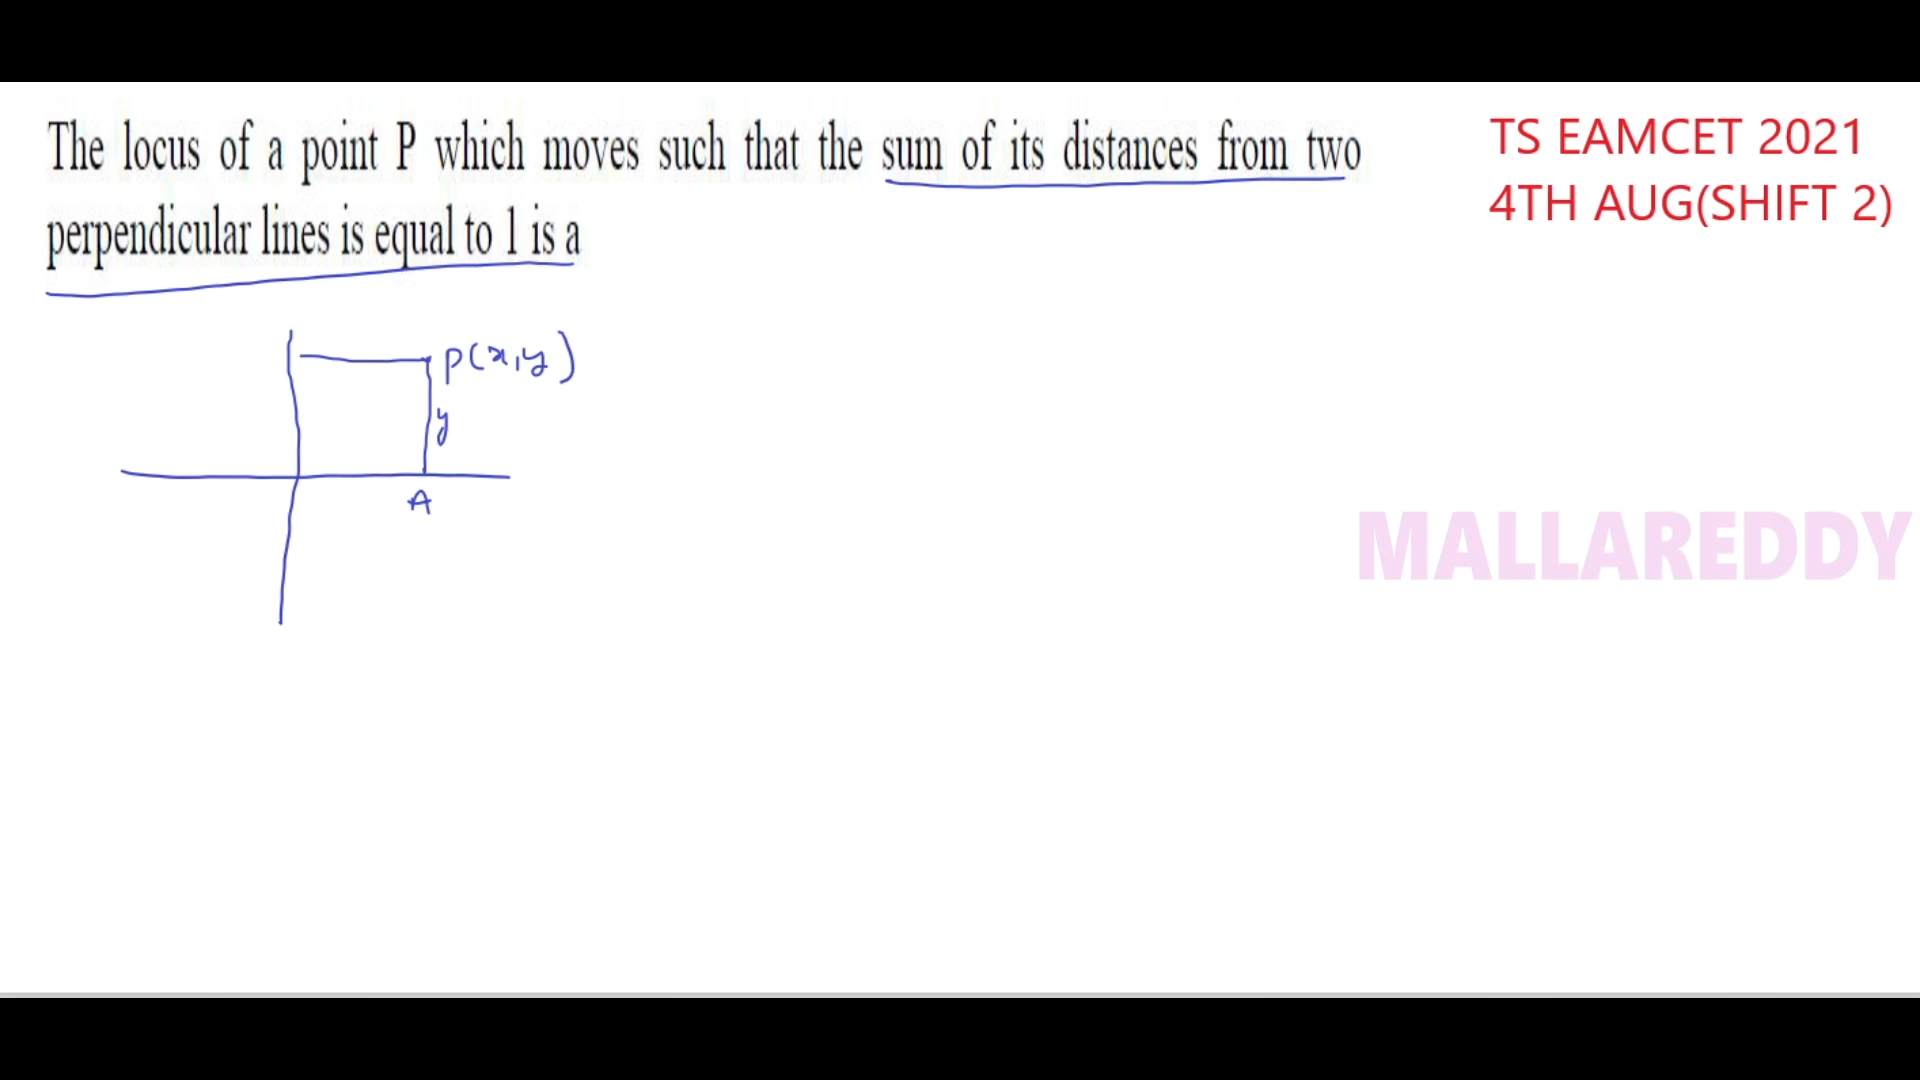 The locus of a point P which moves such that the sum of its distances from two
perpendicular lines is equal to 1 is a
TS EAMCET 2021
4TH AUG(SHIFT 2)
P(x,y)
y
A
MALLAREDDY